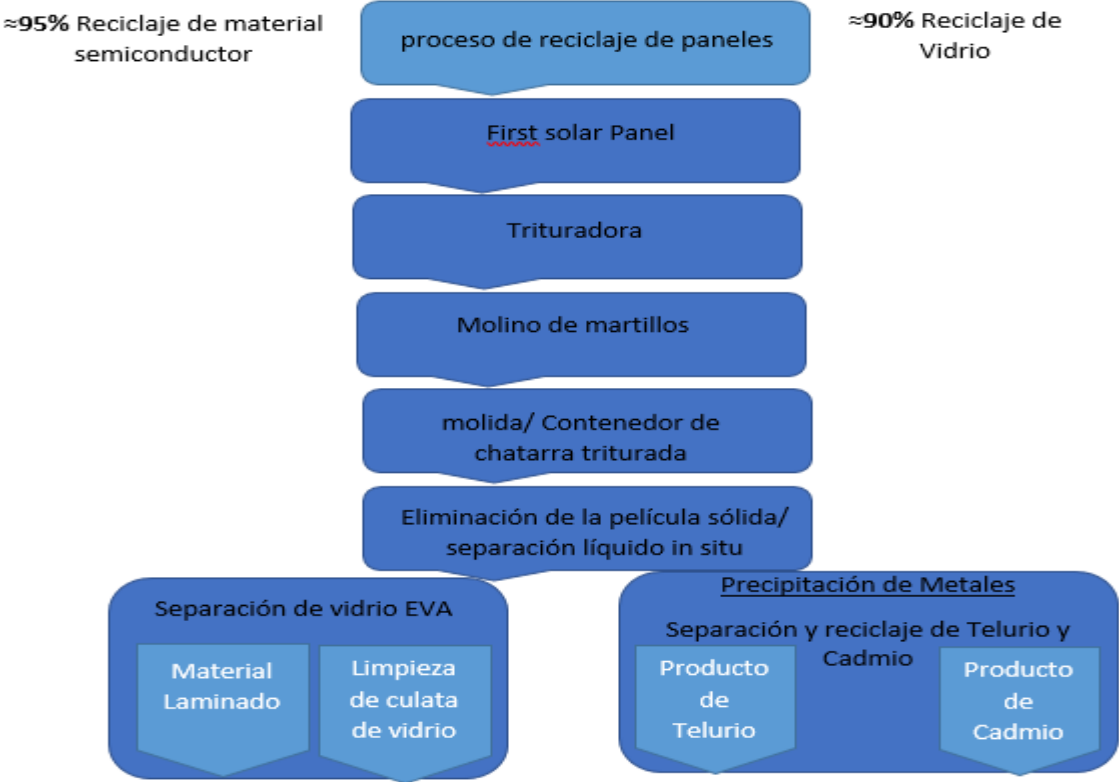 ≈95% Reciclaje de material
semiconductor
proceso de reciclaje de paneles
≈90% Reciclaje de
Vidrio
First solar Panel
Trituradora
Molino de martillos
molida/ Contenedor de
chatarra triturada
Eliminación de la película sólida/
separación líquido in situ
Separación de vidrio EVA
Material
Laminado
Limpieza
de culata
de vidrio
Precipitación de Metales
Separación y reciclaje de Telurio y
Cadmio
Producto
de
Telurio
Producto
de
Cadmio